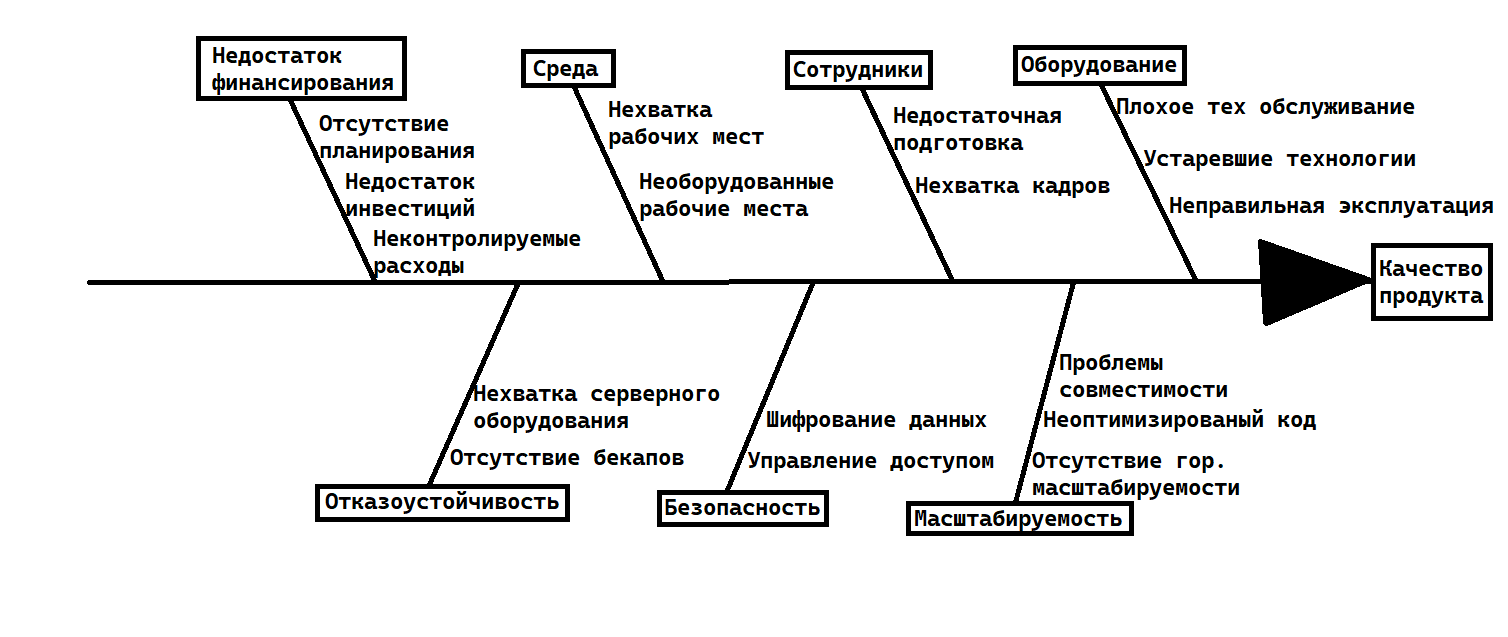 Недостаток
финансирования
Отсутствие
планирования
Недостаток
инвестиций
Неконтролируемые
расходы
Среда
Нехватка
рабочих мест
Необорудованные
рабочие места
Сотрудники
Недостаточная
подготовка
Нехватка кадров
Оборудование
Плохое тех обслуживание
Устаревшие технологии
Неправильная эксплуатация
Качество
продукта
Нехватка серверного
оборудования
Отсутствие бекапов
Отказоустойчивость
Шифрование данных
Управление доступом
Безопасность
Проблемы
совместимости
Неоптимизированый код
Отсутствие гор.
масштабируемости
Масштабируемость